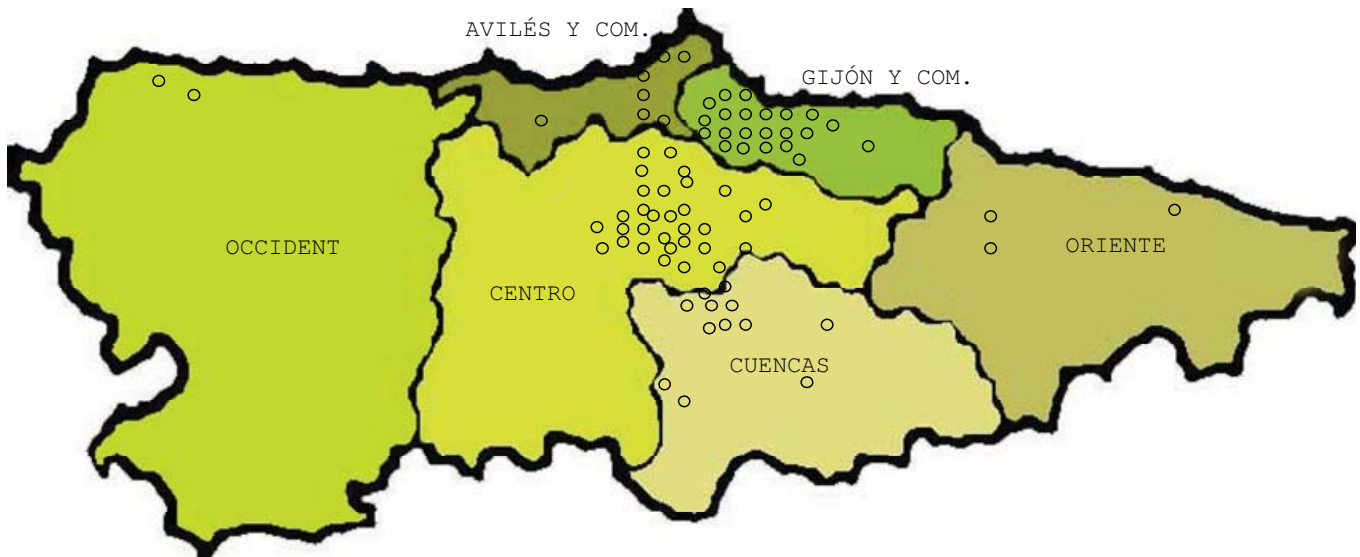 AVILÉS Y COM.
GIJÓN Y COM.
OCCIDENT
ORIENTE
CENTRO
CUENCAS